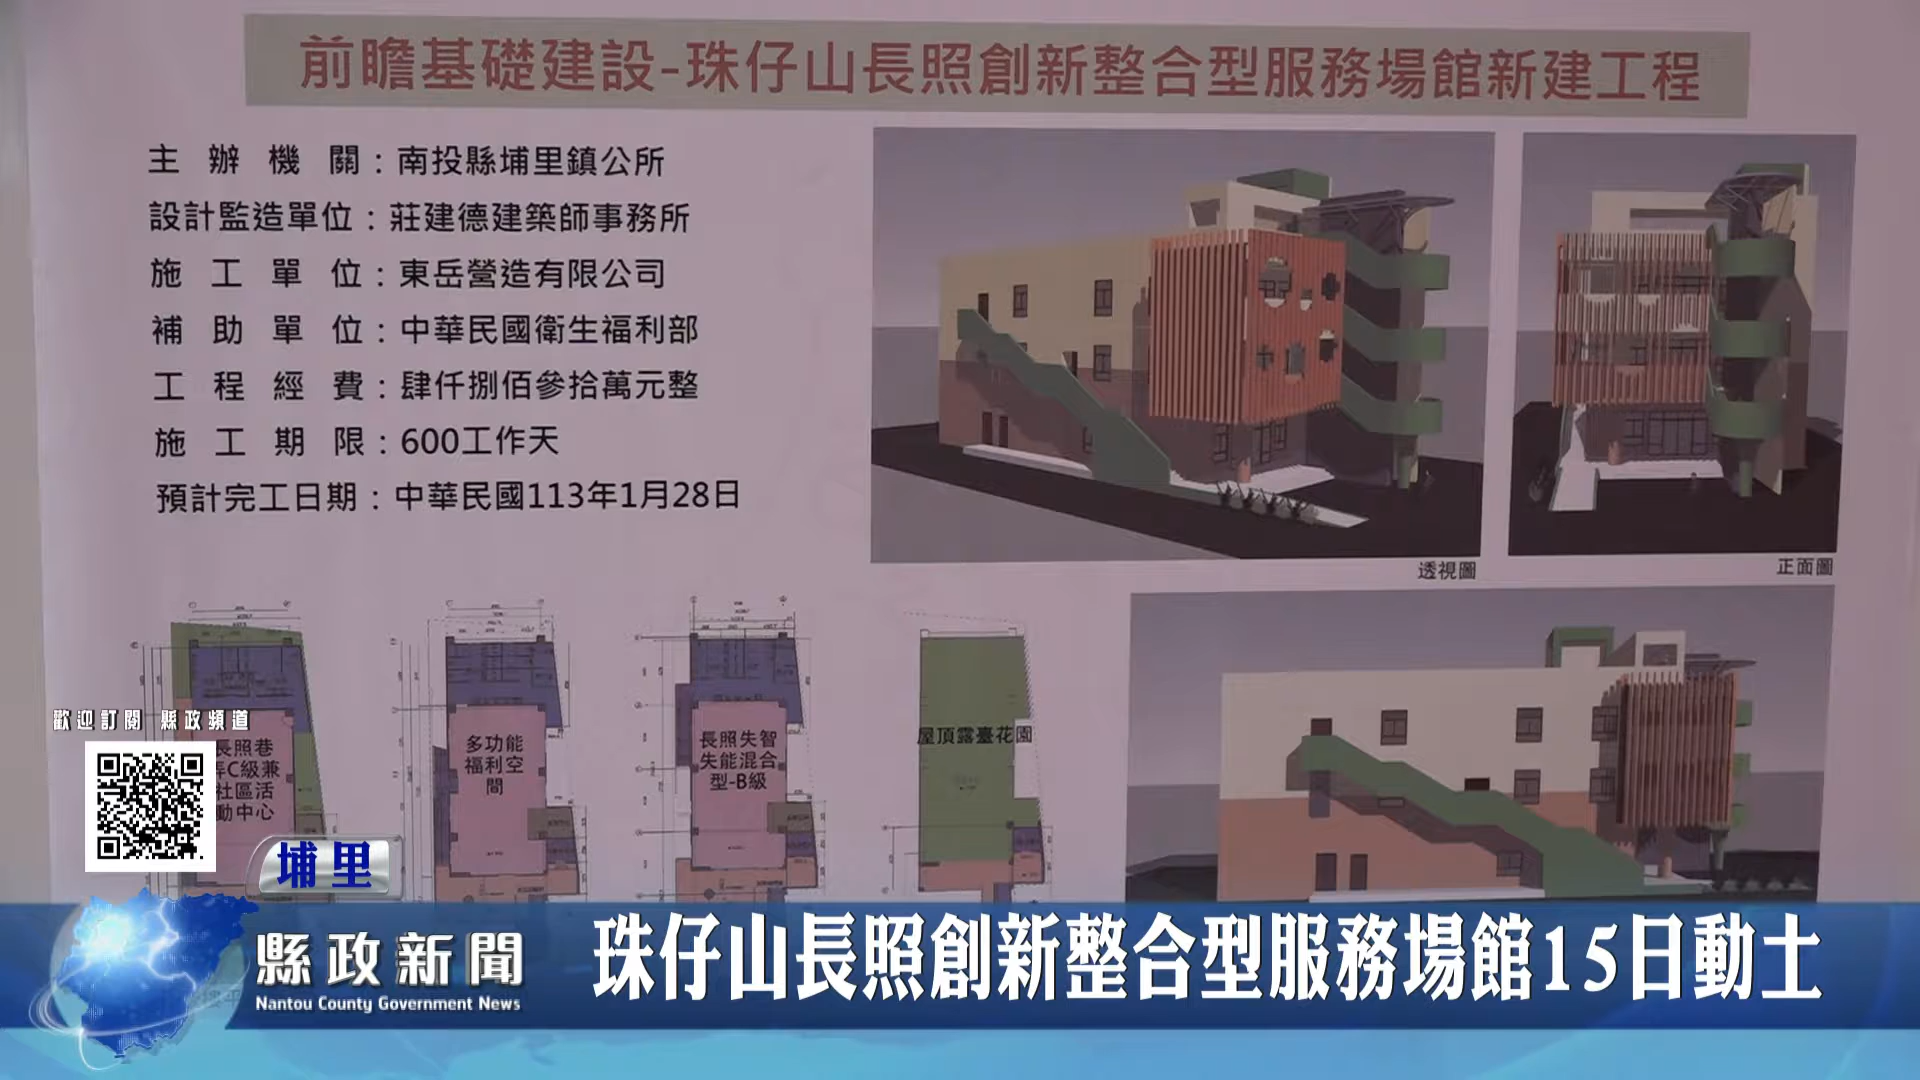 前瞻基礎建設-珠仔山長照創新整合型服務場館新建工程
主辦機關：南投縣埔里鎮公所
設計監造單位：莊建德建築師事務所
施工單位：東岳營造有限公司
補助單位：中華民國衛生福利部
工程經費：肆仟捌佰參拾萬元整
施工期限：600工作天
預計完工日期：中華民國113年1月28日
透視圖
正面圖
長照巷
弄C級兼
社區活
動中心
多功能
福利空
間
長照失智
失能混合
型-B級
屋頂露臺花園
歡迎訂閱 縣政頻道
埔里
縣政新聞
Nantou County Government News
珠仔山長照創新整合型服務場館15日動土